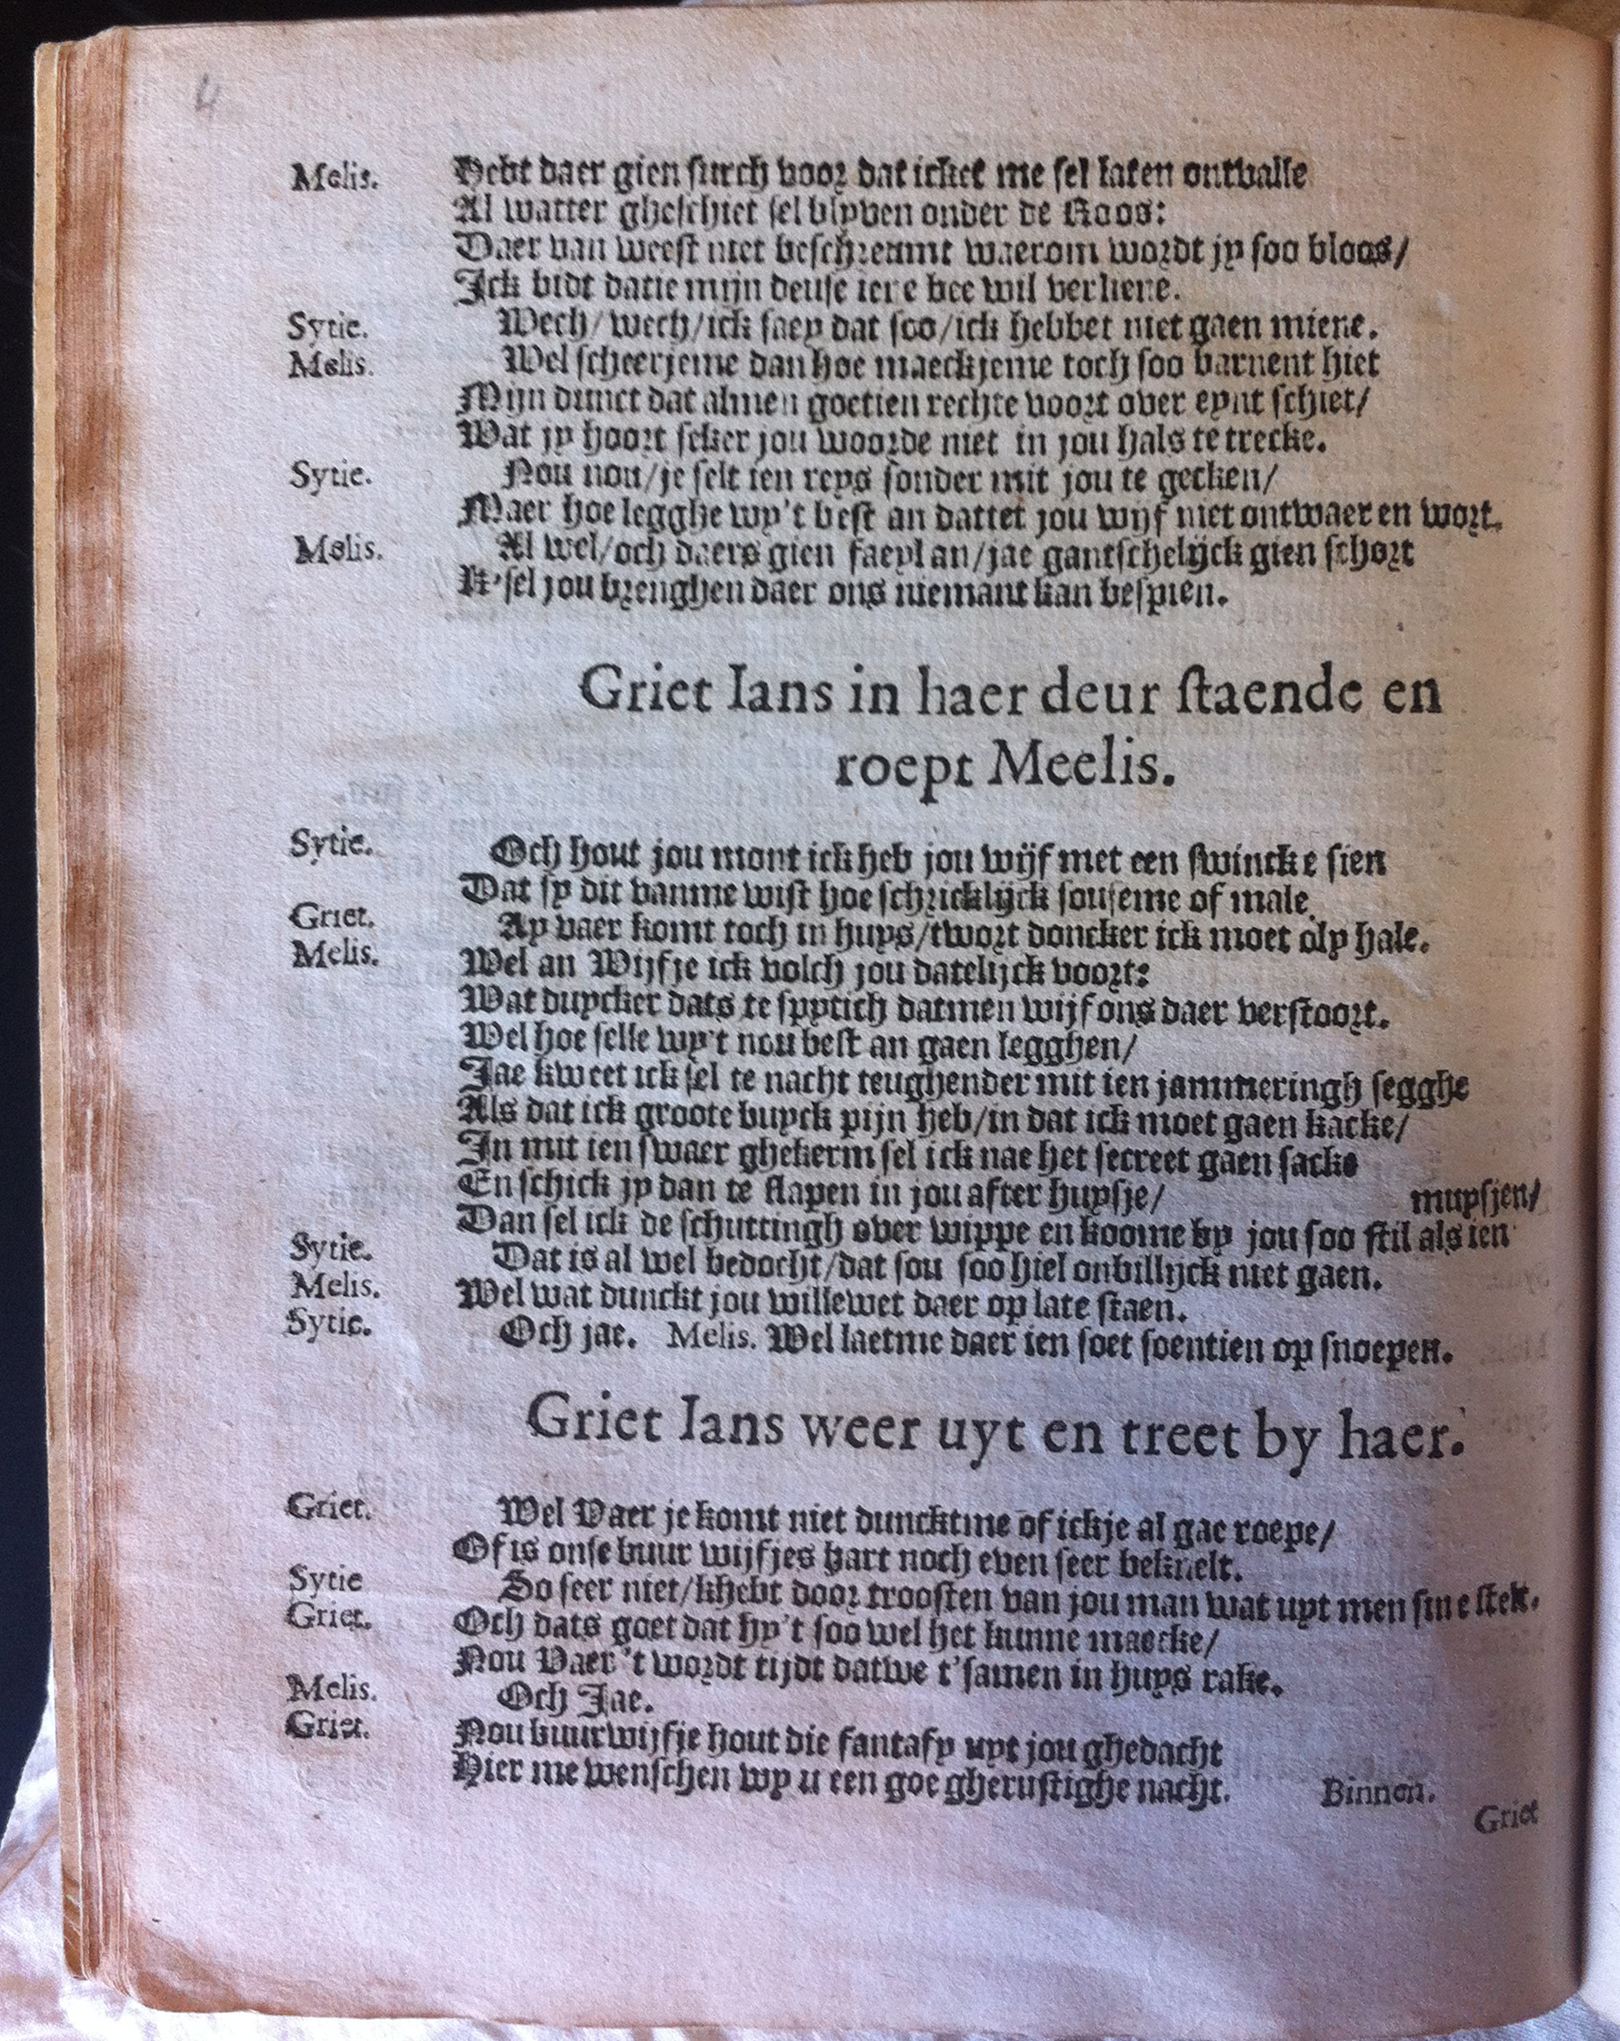 4
Melis. Hebt daer gien surch voor dat icket me sel laten ontvalle
Al watter gheschiet sel blyven onder de Roos:
Daer van weest niet beschreamt waerom wordt jy soo bloos/
Ick bidt datie mijn deuse iere bee wil verliene.
Sytie. Wech/wech/ick saey dat soo/ick hebbet niet gaen miene.
Melis. Wel scheerjeme dan hoe maeckjeme toch soo barnent hiet
Mijn dunct dat almen goetien rechte voort over eynt schiet/
Wat jy hoort seker jou woorde niet in jou hals te trecke.
Sytie. Nou nou/je selt ien reys sonder mit jou te gecken/
Maer hoe legghe wy't best an dattet jou wijf niet ontwaer en wort.
Melis. Al wel/och daers gien faeyl an/jae gantschelijck gien schort
K'sel jou brenghen daer ons niemant kan bespien.
Griet Ians in haer deur staende en
roept Meelis.
Sytie. Och hout jou mont ick heb jou wijf met een swincke sien
Dat sy dit vanme wist hoe schricklijck souseme of male.
Griet. Ay vaer komt toch in huys/twort doncker ick moet oly hale.
Melis. Wel an Wijfje ick volch jou datelijck voort:
Wat duycker dats te spytich datmen wijf ons daer verstoort.
Wel hoe selle wy't nou best an gaen legghen/
Jae kweet ick sel te nacht teughender mit ien jammeringh segghe
Als dat ick groote buyck pijn heb/in dat ick moet gaen kacke/
In mit ien swaer ghekerm sel ick nae het secreet gaen sacke
En schick jy dan te slapen in jou after huysje/ muysjen/
Dan sel ick de schuttingh over wippe en koome by jou soo stil als ien
Sytie. Dat is al wel bedocht/dat sou soo hiel onbillijck niet gaen.
Melis. Wel wat dunckt jou willewet daer op late staen.
Sytie. Och jae. Melis. Wel laetme daer ien soet soentien op snoepen.
Griet Ians weer uyt en treet by haer.
Griet. Wel Vaer je komt niet duncktme of ickje al gae roepe/
Of is onse buur wijfjes hart noch even seer beknelt.
Sytie So seer niet/khebt door troosten van jou man wat uyt men sine stelt.
Griet. Och dats goet dat hy't soo wel het kunne maecke/
Nou Vaer 't wordt tijdt datwe t'samen in huys rake.
Melis. Och Jae.
Griet. Nou buurwijfje hout die fantasy uyt jou ghedacht
Hier me wenschen wy u een goe gherustighe nacht. Binnen.
Griet